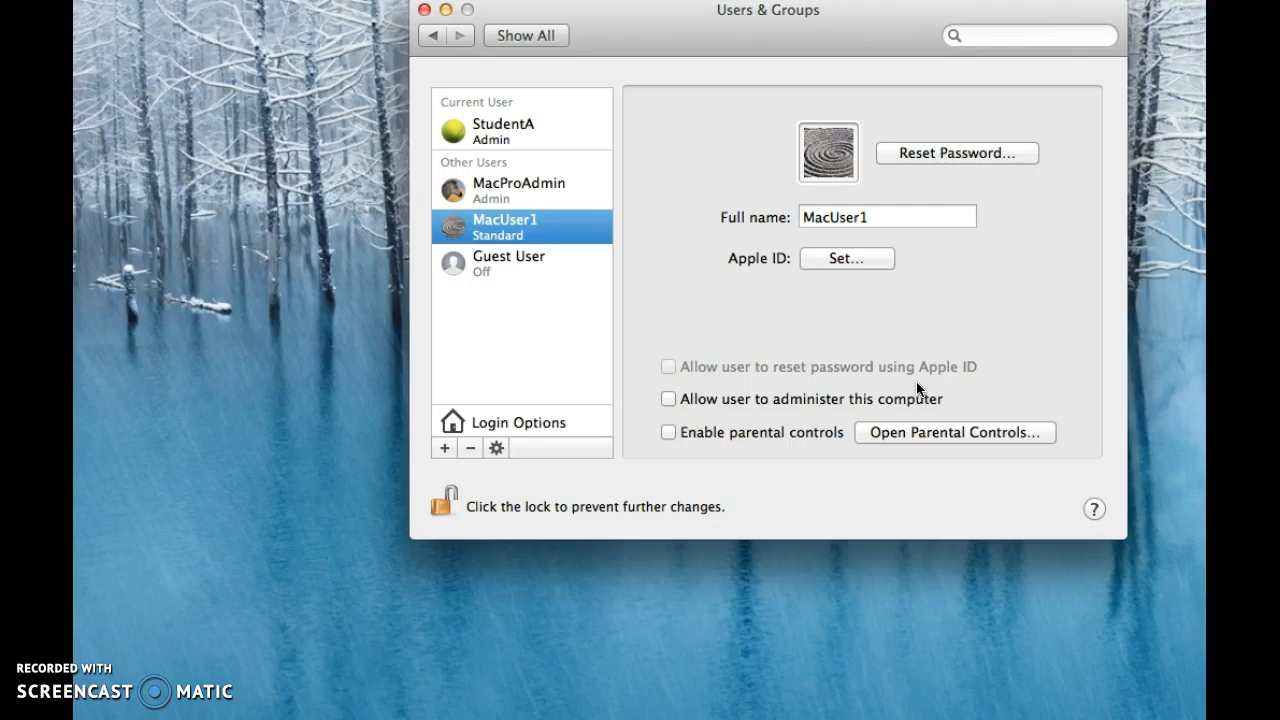 Users & Groups
Show All
Current User
StudentA
Admin
Other Users
MacProAdmin
Admin
MacUser1
Standard
Guest User
Off
Login Options
Reset Password...
Full name: MacUser1
Apple ID: Set...
Allow user to reset password using Apple ID
Allow user to administer this computer
Enable parental controls Open Parental Controls...
Click the lock to prevent further changes.
?
RECORDED WITH
SCREENCAST MATIC